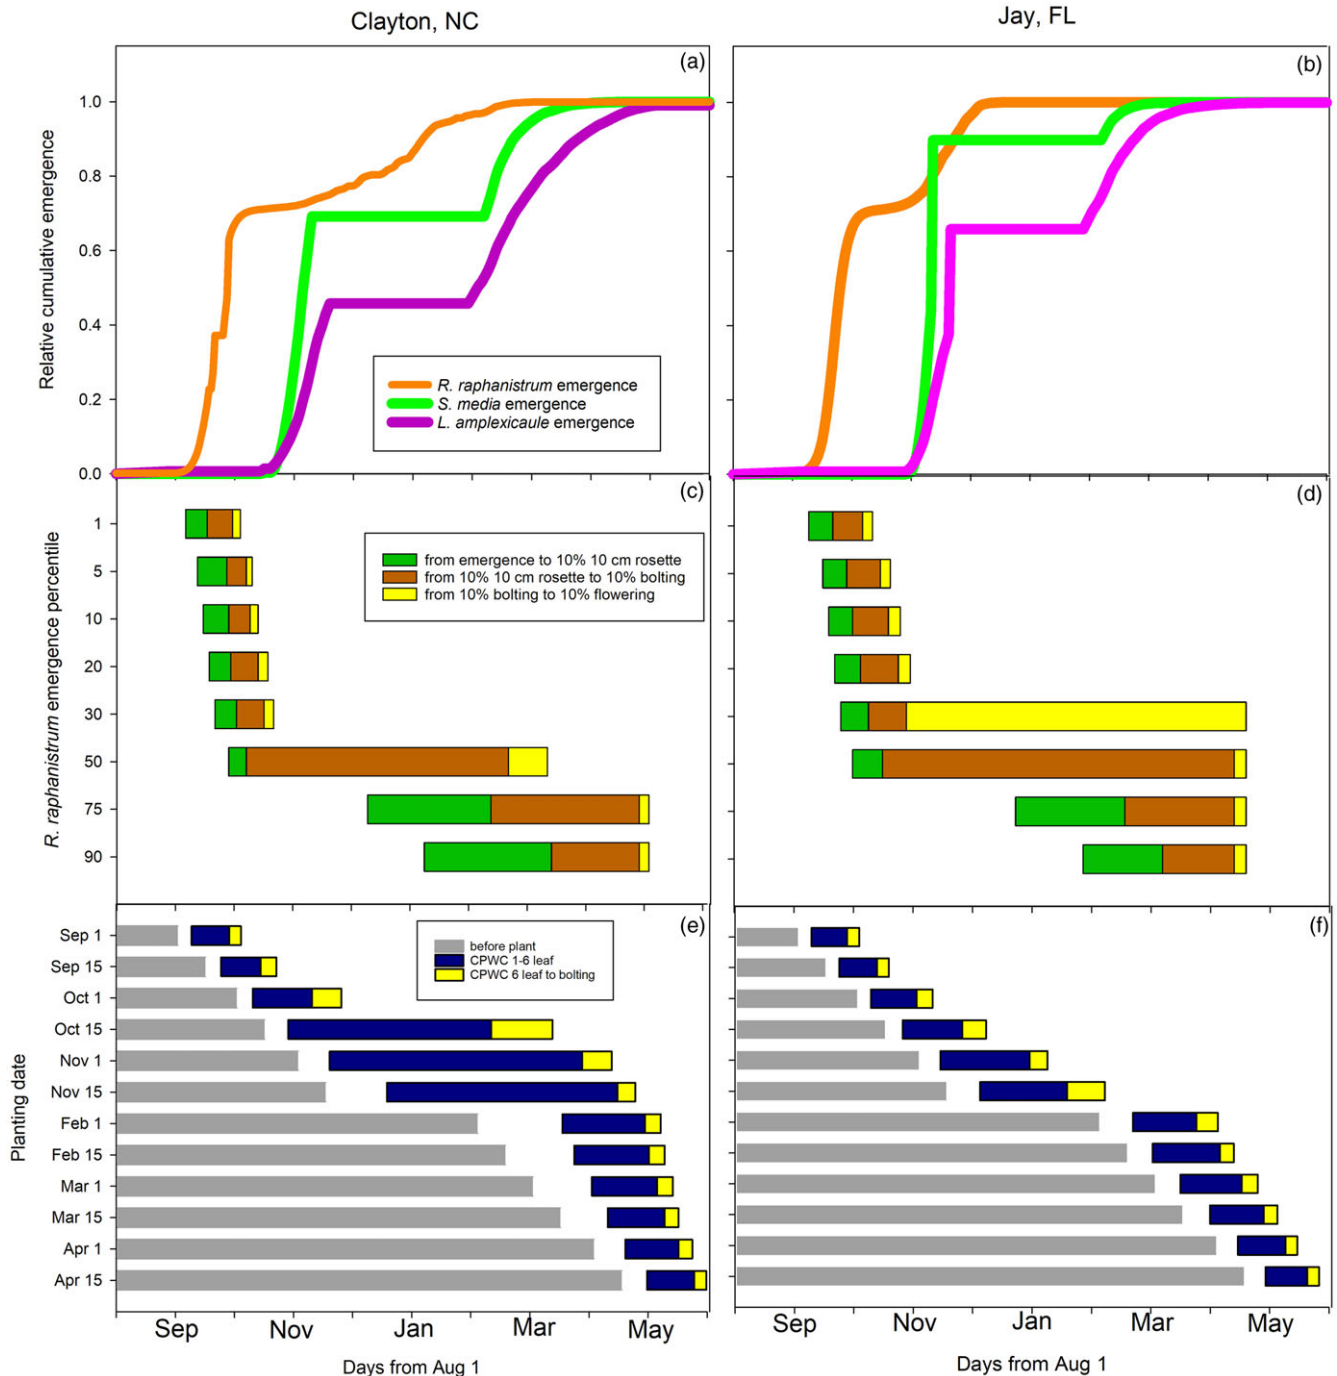 Clayton, NC
Jay, FL
(a)
(b)
1.0
0.8
0.6
0.4
0.2
0.0
Relative cumulative emergence
R. raphanistrum emergence
S. media emergence
L. amplexicaule emergence
(c)
(d)
1
5
10
20
30
50
75
90
R. raphanistrum emergence percentile
from emergence to 10% 10 cm rosette
from 10% 10 cm rosette to 10% bolting
from 10% bolting to 10% flowering
(e)
(f)
Sep 1
Sep 15
Oct 1
Oct 15
Nov 1
Nov 15
Feb 1
Feb 15
Mar 1
Mar 15
Apr 1
Apr 15
Planting date
before plant
CPWC 1-6 leaf
CPWC 6 leaf to bolting
Sep Nov Jan Mar May
Sep Nov Jan Mar May
Days from Aug 1
Days from Aug 1